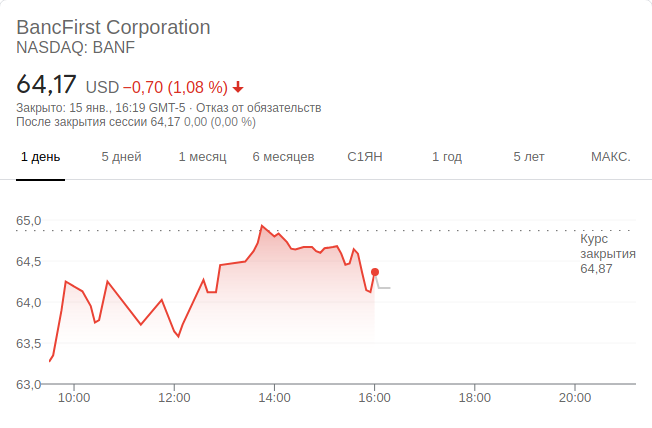 BancFirst Corporation
NASDAQ: BANF
64,17 USD −0,70 (1,08 %)
Закрыто: 15 янв., 16:19 GMT-5 · Отказ от обязательств
После закрытия сессии 64,17 0,00 (0,00 %)
1 день 5 дней 1 месяц 6 месяцев С1ЯН 1 год 5 лет МАКС.
65,0
Курс
закрытия
64,5
64,87
64,0
63,5
63,0
10:00 12:00 14:00 16:00 18:00 20:00